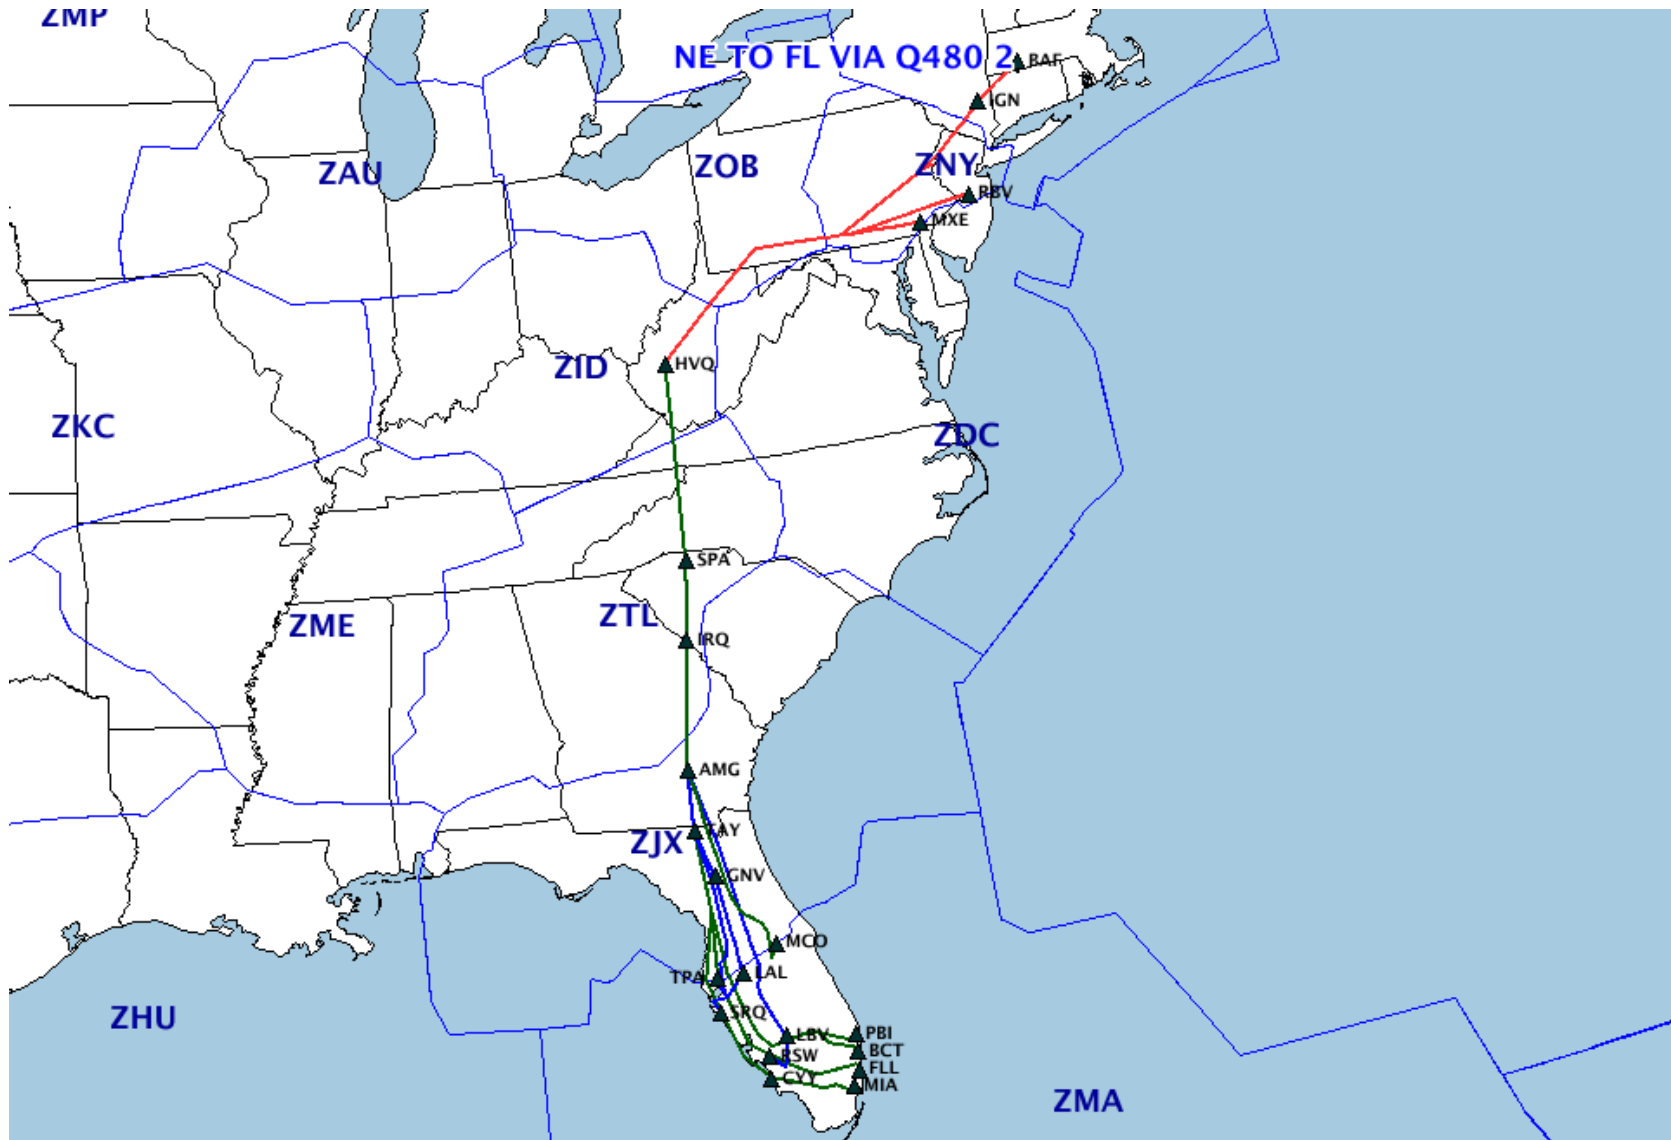 ZMP
NE TO FL VIA Q480 2
BAF
IGN
ZAU
ZOB
ZNY
RBV
MXE
ZID
HVQ
ZKC
ZDC
SPA
ZME
ZTL
IRQ
AMG
TAY
ZJX
GNV
MCO
TPA
LAL
ZHU
SRQ
LBV
PBI
RSW
BCT
FLL
CYY
MIA
ZMA